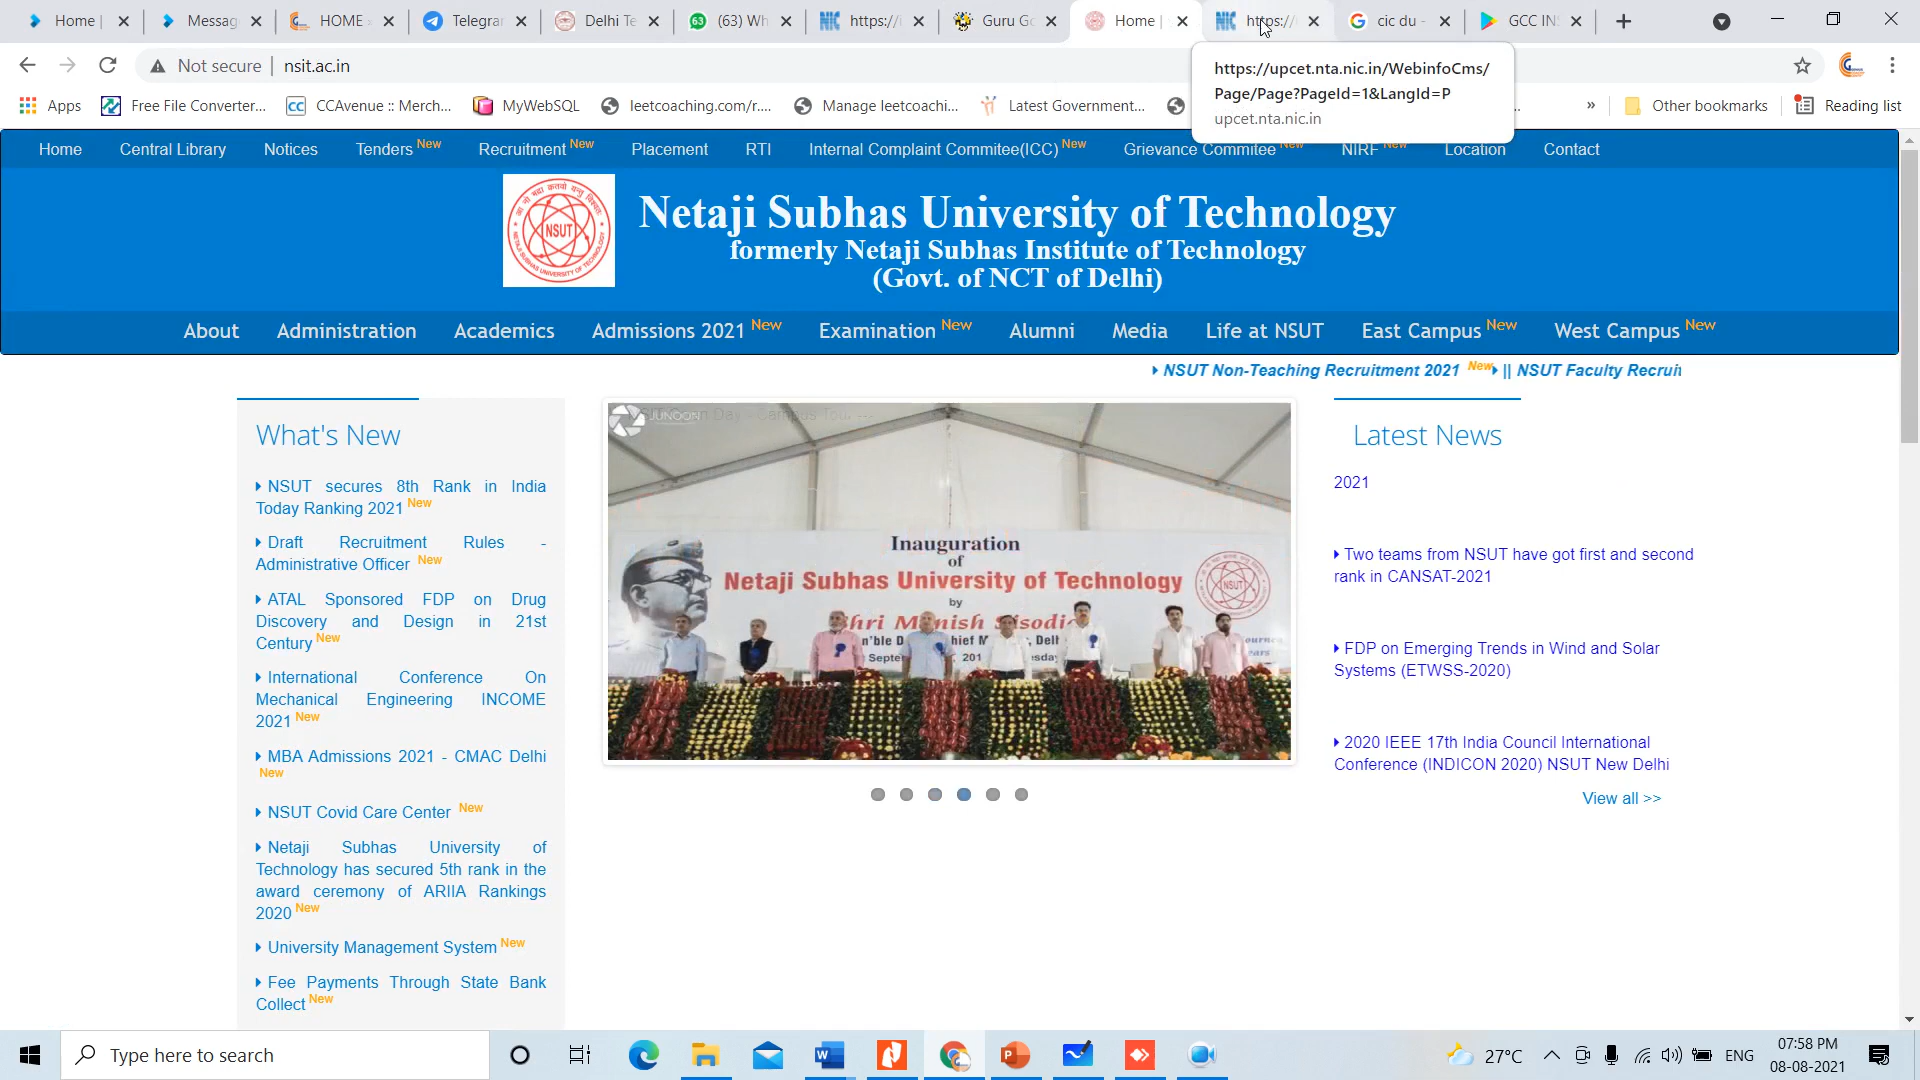 Home |
Messag
HOME
Telegra
Delhi Te
(63) Wh
https://
Guru Go
Home |
https://
cic du -
GCC IN
Not secure
nsit.ac.in
https://upcet.nta.nic.in/WebinfoCms/
Page/Page?PageId=1&LangId=P
upcet.nta.nic.in
Apps
Free File Converter...
CCAvenue :: Merch...
MyWebSQL
leetcoaching.com/r....
Manage leetcoachi...
Latest Government...
»
Other bookmarks
Reading list
Home
Central Library
Notices
Tenders New
Recruitment New
Placement
RTI
Internal Complaint Commitee(ICC) New
Grievance Commitee New
NIRF New
Location
Contact
NSUT
Netaji Subhas University of Technology
formerly Netaji Subhas Institute of Technology
(Govt. of NCT of Delhi)
About
Administration
Academics
Admissions 2021 New
Examination New
Alumni
Media
Life at NSUT
East Campus New
West Campus New
NSUT Non-Teaching Recruitment 2021 New || NSUT Faculty Recruit
What's New
NSUT secures 8th Rank in India
Today Ranking 2021 New
Draft Recruitment Rules -
Administrative Officer New
ATAL Sponsored FDP on Drug
Discovery and Design in 21st
Century New
International Conference On
Mechanical Engineering INCOME
2021 New
MBA Admissions 2021 - CMAC Delhi
New
NSUT Covid Care Center New
Netaji Subhas University of
Technology has secured 5th rank in the
award ceremony of ARIIA Rankings
2020 New
University Management System New
Fee Payments Through State Bank
Collect New
JUNOON
Inauguration
of
Netaji Subhas University of Technology
by
Shri Manish Sisodi
Latest News
2021
Two teams from NSUT have got first and second
rank in CANSAT-2021
FDP on Emerging Trends in Wind and Solar
Systems (ETWSS-2020)
2020 IEEE 17th India Council International
Conference (INDICON 2020) NSUT New Delhi
View all >>
Type here to search
27°C
ENG
07:58 PM
08-08-2021